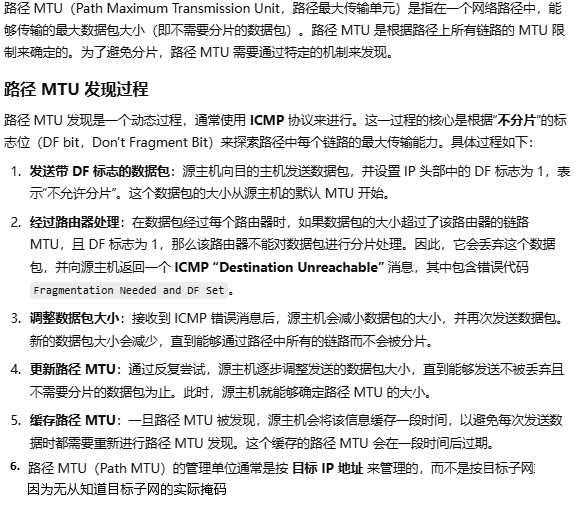 路径 MTU（Path Maximum Transmission Unit，路径最大传输单元）是指在一个网络路径中，能
够传输的最大数据包大小（即不需要分片的数据包）。路径 MTU 是根据路径上所有链路的 MTU 限
制来确定的。为了避免分片，路径 MTU 需要通过特定的机制来发现。
路径 MTU 发现过程
路径 MTU 发现是一个动态过程，通常使用 ICMP 协议来进行。这一过程的核心是根据“不分片”的标
志位（DF bit，Don't Fragment Bit）来探索路径中每个链路的最大传输能力。具体过程如下：
1. 发送带 DF 标志的数据包：源主机向目的主机发送数据包，并设置 IP 头部中的 DF 标志为 1，表
示“不允许分片”。这个数据包的大小从源主机的默认 MTU 开始。
2. 经过路由器处理：在数据包经过每个路由器时，如果数据包的大小超过了该路由器的链路
MTU，且 DF 标志为 1，那么该路由器不能对数据包进行分片处理。因此，它会丢弃这个数据
包，并向源主机返回一个 ICMP “Destination Unreachable” 消息，其中包含错误代码
Fragmentation Needed and DF Set。
3. 调整数据包大小：接收到 ICMP 错误消息后，源主机会减小数据包的大小，并再次发送数据包。
新的数据包大小会减少，直到能够通过路径中所有的链路而不会被分片。
4. 更新路径 MTU：通过反复尝试，源主机逐步调整发送的数据包大小，直到能够发送不被丢弃且
不需要分片的数据包为止。此时，源主机就能够确定路径 MTU 的大小。
5. 缓存路径 MTU：一旦路径 MTU 被发现，源主机会将该信息缓存一段时间，以避免每次发送数
据时都需要重新进行路径 MTU 发现。这个缓存的路径 MTU 会在一段时间后过期。
6. 路径 MTU（Path MTU）的管理单位通常是按 目标 IP 地址 来管理的，而不是按目标子网
因为无从知道目标子网的实际掩码